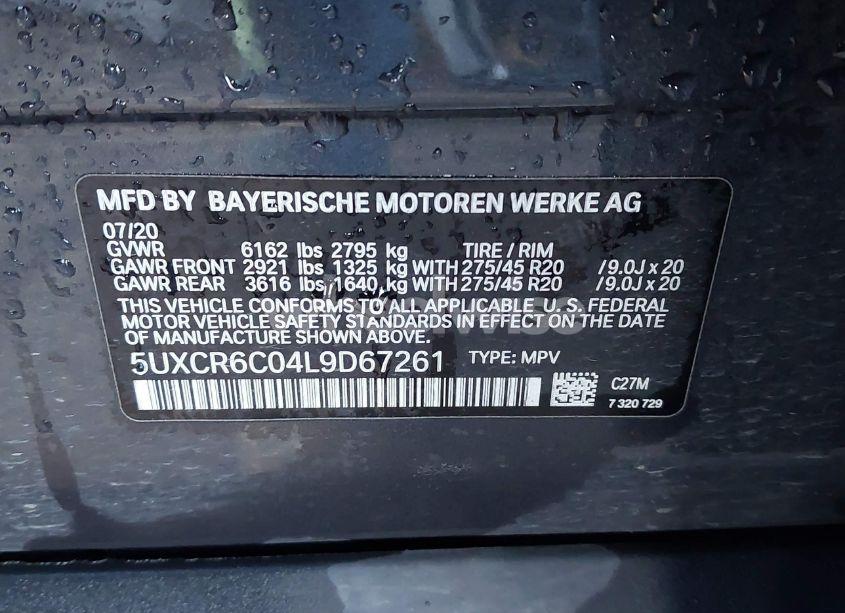 MFD BY BAYERISCHE MOTOREN WERKE AG
07/20
GVWR 6162 lbs 2795 kg TIRE / RIM
GAWR FRONT 2921 lbs 1325 kg WITH 275/45 R20 / 9.0J x 20
GAWR REAR 3616 lbs 1640 kg WITH 275/45 R20 / 9.0J x 20
THIS VEHICLE CONFORMS TO ALL APPLICABLE U. S. FEDERAL
MOTOR VEHICLE SAFETY STANDARDS IN EFFECT ON THE DATE
OF MANUFACTURE SHOWN ABOVE.
5UXCR6C04L9D67261 TYPE: MPV
C27M
7 320 729